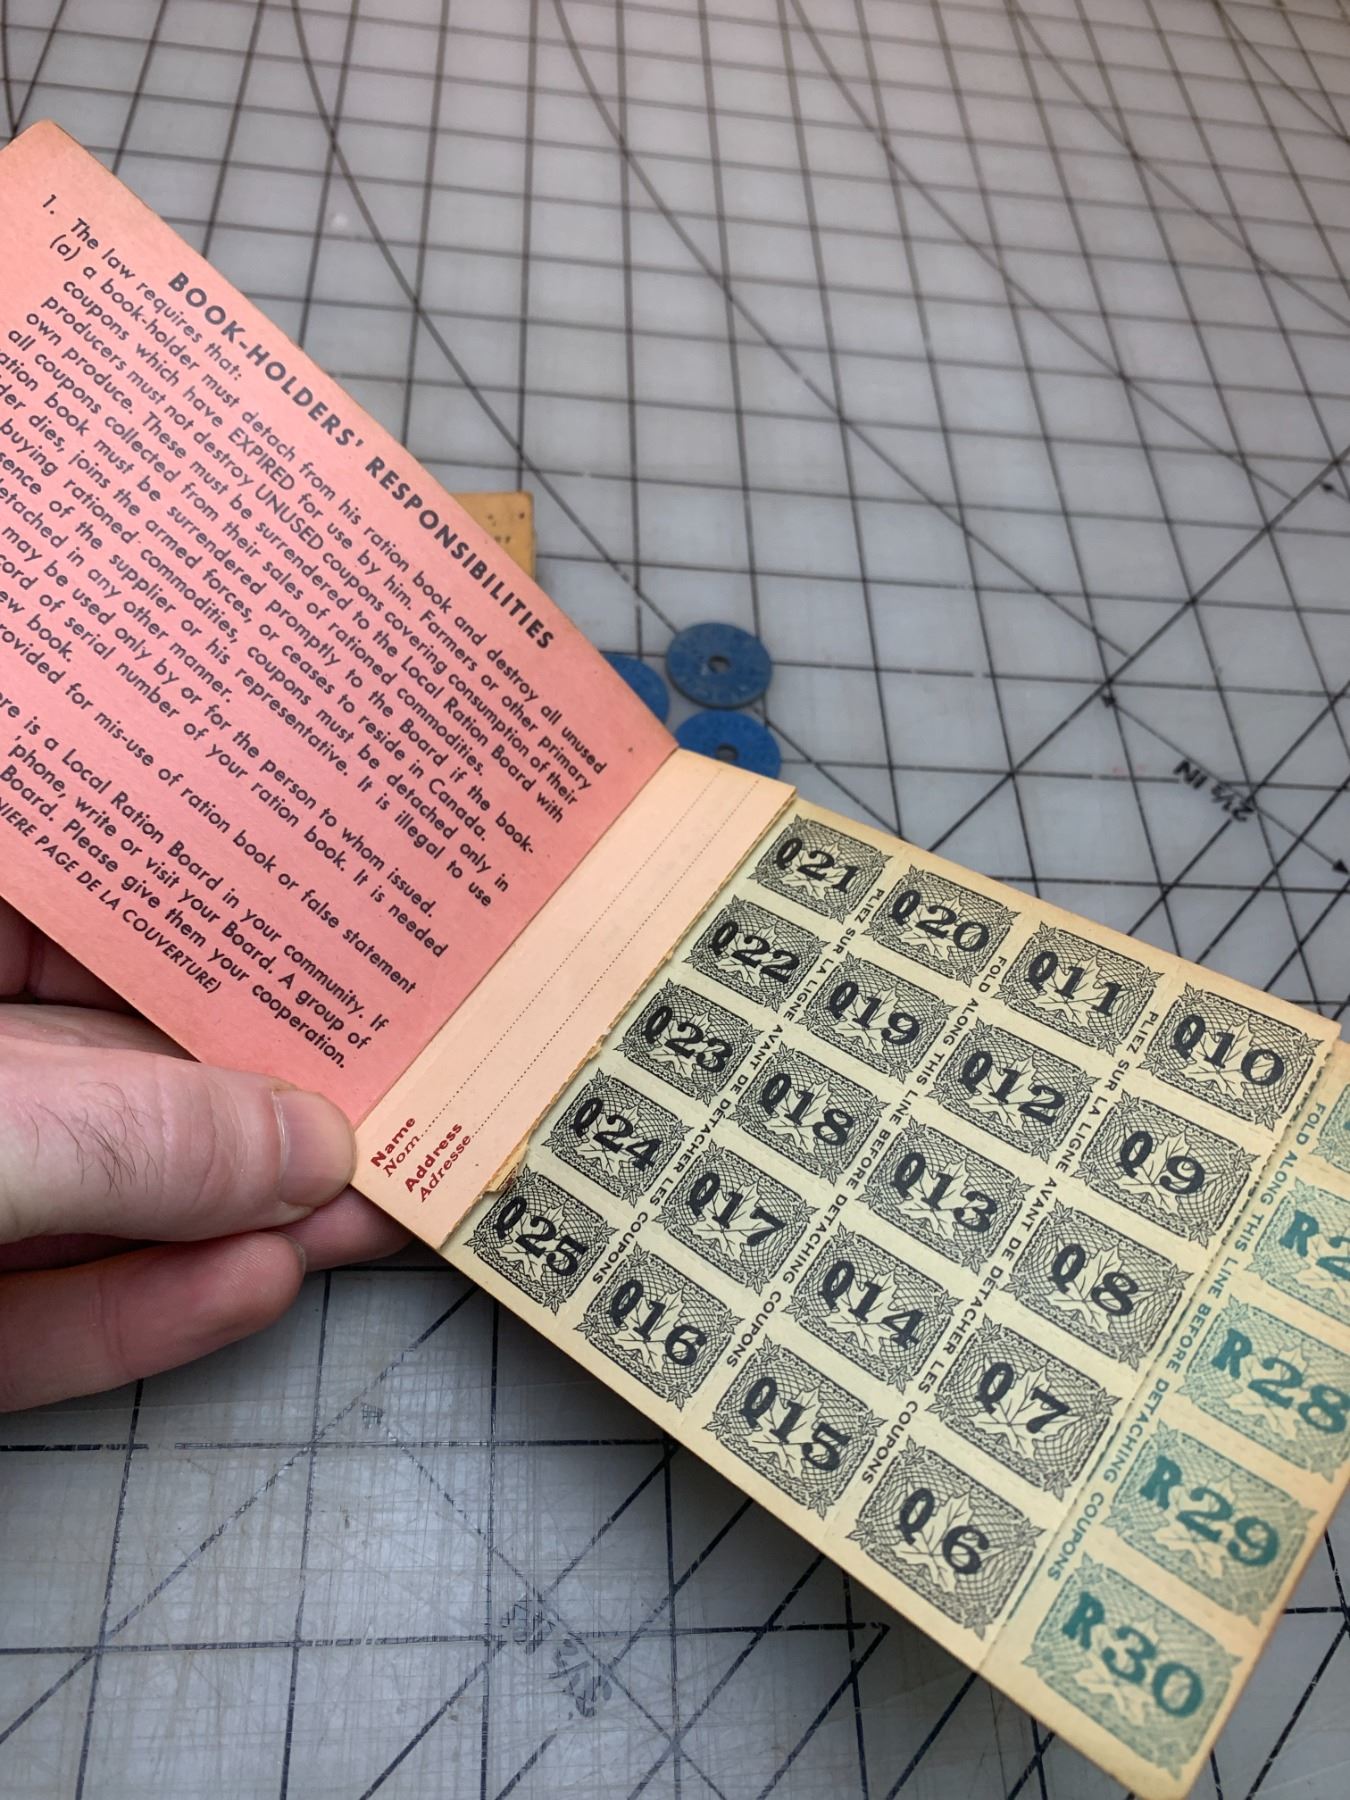 BOOK-HOLDERS' RESPONSIBILITIES
1. The law requires that:
(a) a book-holder must detach from his ration book and destroy all unused
coupons which have EXPIRED for use by him. Farmers or other primary
producers must not destroy UNUSED coupons covering consumption of their
own produce. These must be surrendered to the Local Ration Board with
all coupons collected from their sales of rationed commodities.
book must be surrendered promptly to the Board if the book-
dies, joins the armed forces, or ceases to reside in Canada.
buying rationed commodities, coupons must be detached only in
of the supplier or his representative. It is illegal to use
in any other manner.
may be used only by or for the person to whom issued.
of serial number of your ration book. It is needed
book.
for mis-use of ration book or false statement
is a Local Ration Board in your community. If
'phone, write or visit your Board. A group of
Board. Please give them your cooperation.
PAGE DE LA COUVERTURE)
Name
Nom
Address
Adresse
Q21 Q20 Q11 Q10
Q22 Q19 Q12 Q9
Q23 Q18 Q13 Q8
Q24 Q17 Q14 Q7
Q25 Q16 Q15 Q6
PLIEZ SUR LA LIGNE AVANT DE DETACHER LES COUPONS
FOLD ALONG THIS LINE BEFORE DETACHING COUPONS
PLIEZ SUR LA LIGNE AVANT DE DETACHER LES COUPONS
FOLD ALONG THIS LINE BEFORE DETACHING COUPONS
R28
R29
R30
2½ IN